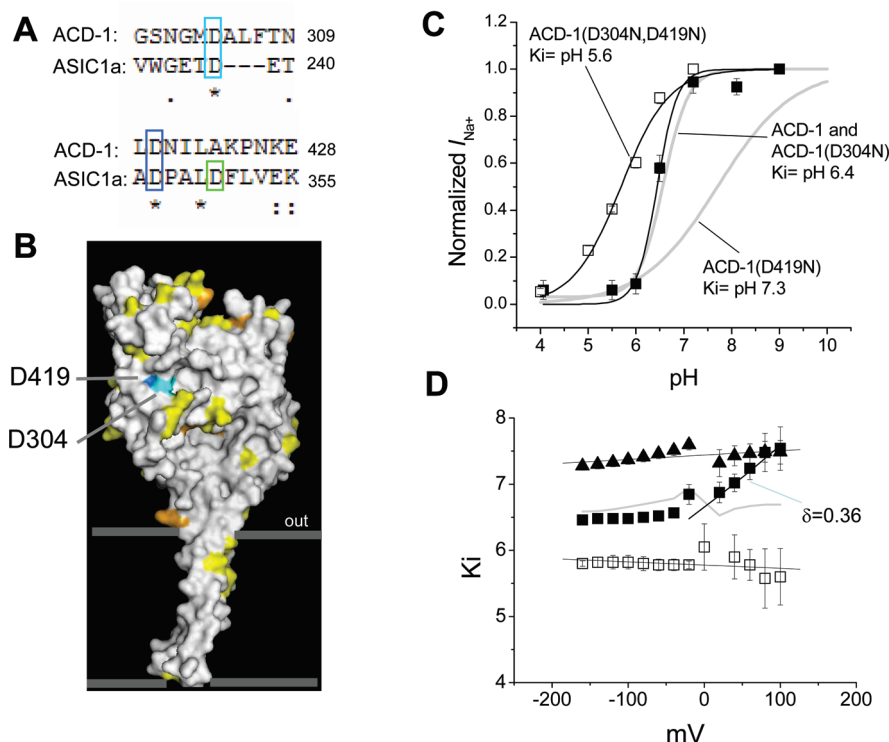 A
ACD-1: GSNGMDALFTN 309
ASIC1a: VWGETD---ET 240
. * .
ACD-1: LDNILAKPNKE 428
ASIC1a: ADPALDFLVEK 355
* * ::
B
D419
D304
out
C
ACD-1(D304N,D419N)
Ki= pH 5.6
ACD-1 and
ACD-1(D304N)
Ki= pH 6.4
ACD-1(D419N)
Ki= pH 7.3
Normalized I Na+
1.0
0.8
0.6
0.4
0.2
0.0
4 5 6 7 8 9 10
pH
D
δ=0.36
Ki
8
7
6
5
4
-200 -100 0 100 200
mV